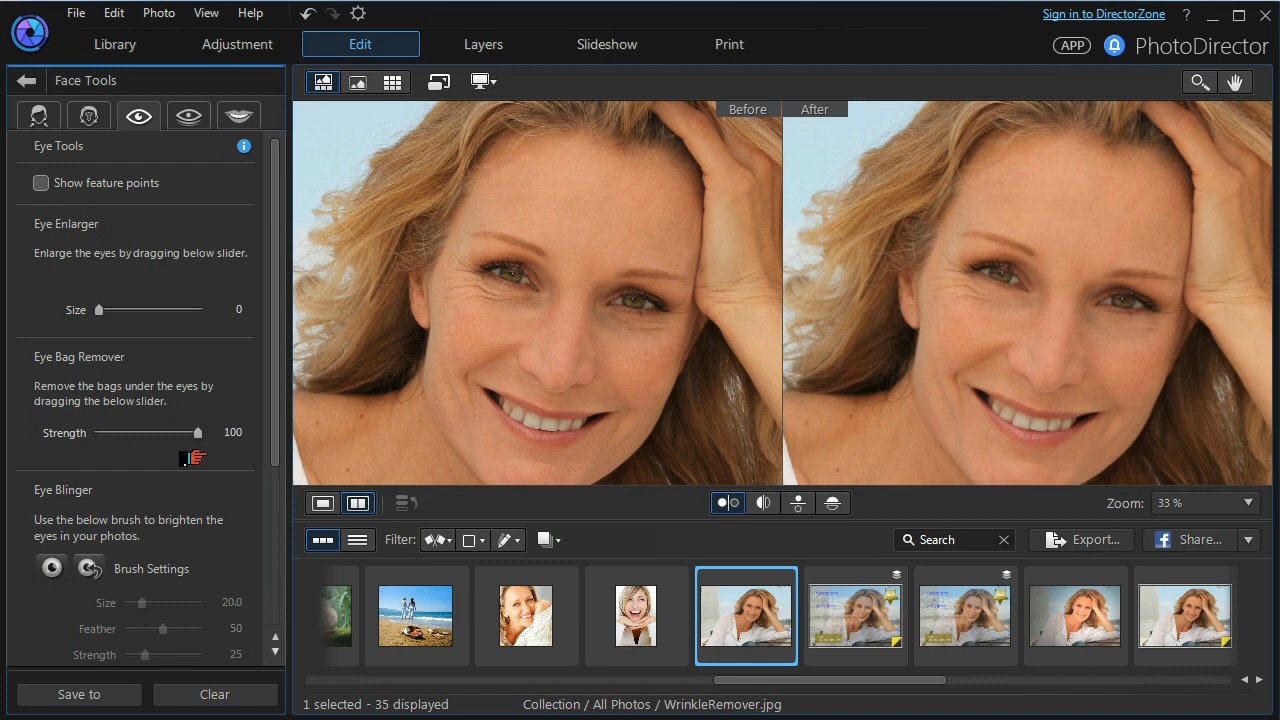 File Edit Photo View Help
Sign in to DirectorZone ?
Library Adjustment Edit Layers Slideshow Print
APP PhotoDirector
Face Tools
Before After
Eye Tools
Show feature points
Eye Enlarger
Enlarge the eyes by dragging below slider.
Size 0
Eye Bag Remover
Remove the bags under the eyes by
dragging the below slider.
Strength 100
Eye Blinger
Use the below brush to brighten the
eyes in your photos.
Brush Settings
Size 20.0
Feather 50
Strength 25
Save to Clear
Zoom: 33 %
Filter: Search Export... Share...
1 selected - 35 displayed Collection / All Photos / WrinkleRemover.jpg